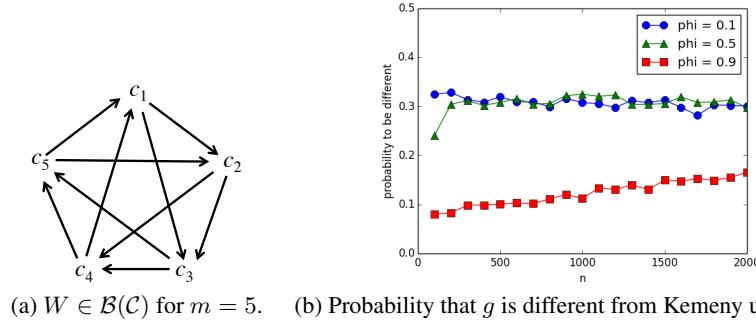 c1
c2
c3
c4
c5
(a) W ∈ B(C) for m = 5.
0.5
0.4
0.3
0.2
0.1
0.0
probability to be different
phi = 0.1
phi = 0.5
phi = 0.9
0 500 1000 1500 2000
n
(b) Probability that g is different from Kemeny u